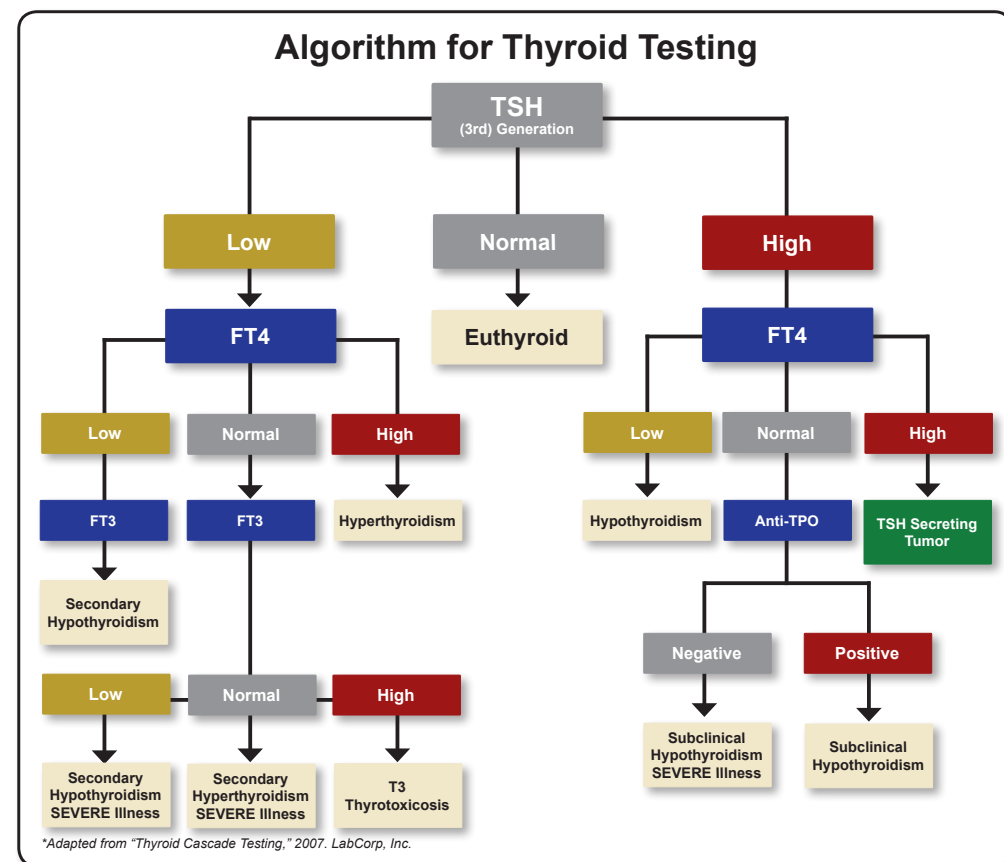 Algorithm for Thyroid Testing
TSH
(3rd) Generation
Low
Normal
High
FT4
Euthyroid
FT4
Low
Normal
High
Low
Normal
High
FT3
FT3
Hyperthyroidism
Hypothyroidism
Anti-TPO
TSH Secreting
Tumor
Secondary
Hypothyroidism
Negative
Positive
Low
Normal
High
Subclinical
Hypothyroidism
SEVERE Illness
Subclinical
Hypothyroidism
Secondary
Hypothyroidism
SEVERE Illness
Secondary
Hyperthyroidism
SEVERE Illness
T3
Thyrotoxicosis
*Adapted from “Thyroid Cascade Testing,” 2007. LabCorp, Inc.